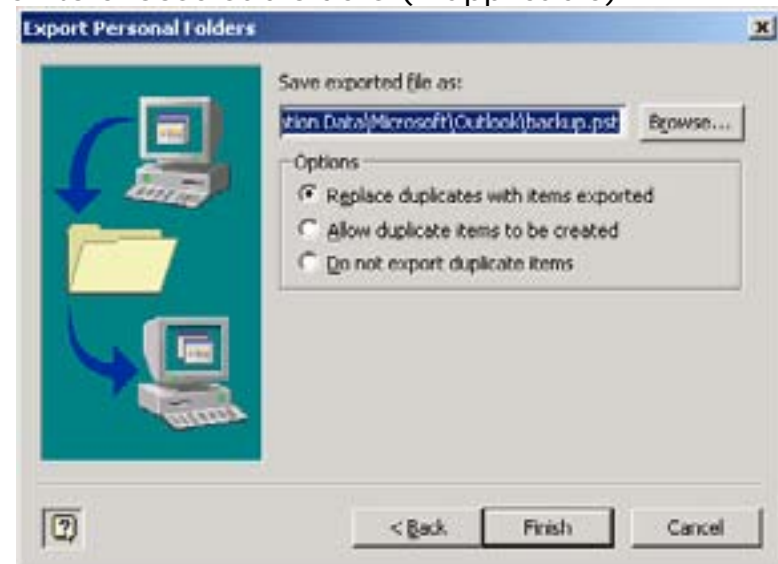 Export Personal Folders
Save exported file as:
ation Data\Microsoft\Outlook\backup.pst
Browse...
Options
Replace duplicates with items exported
Allow duplicate items to be created
Do not export duplicate items
< Back
Finish
Cancel